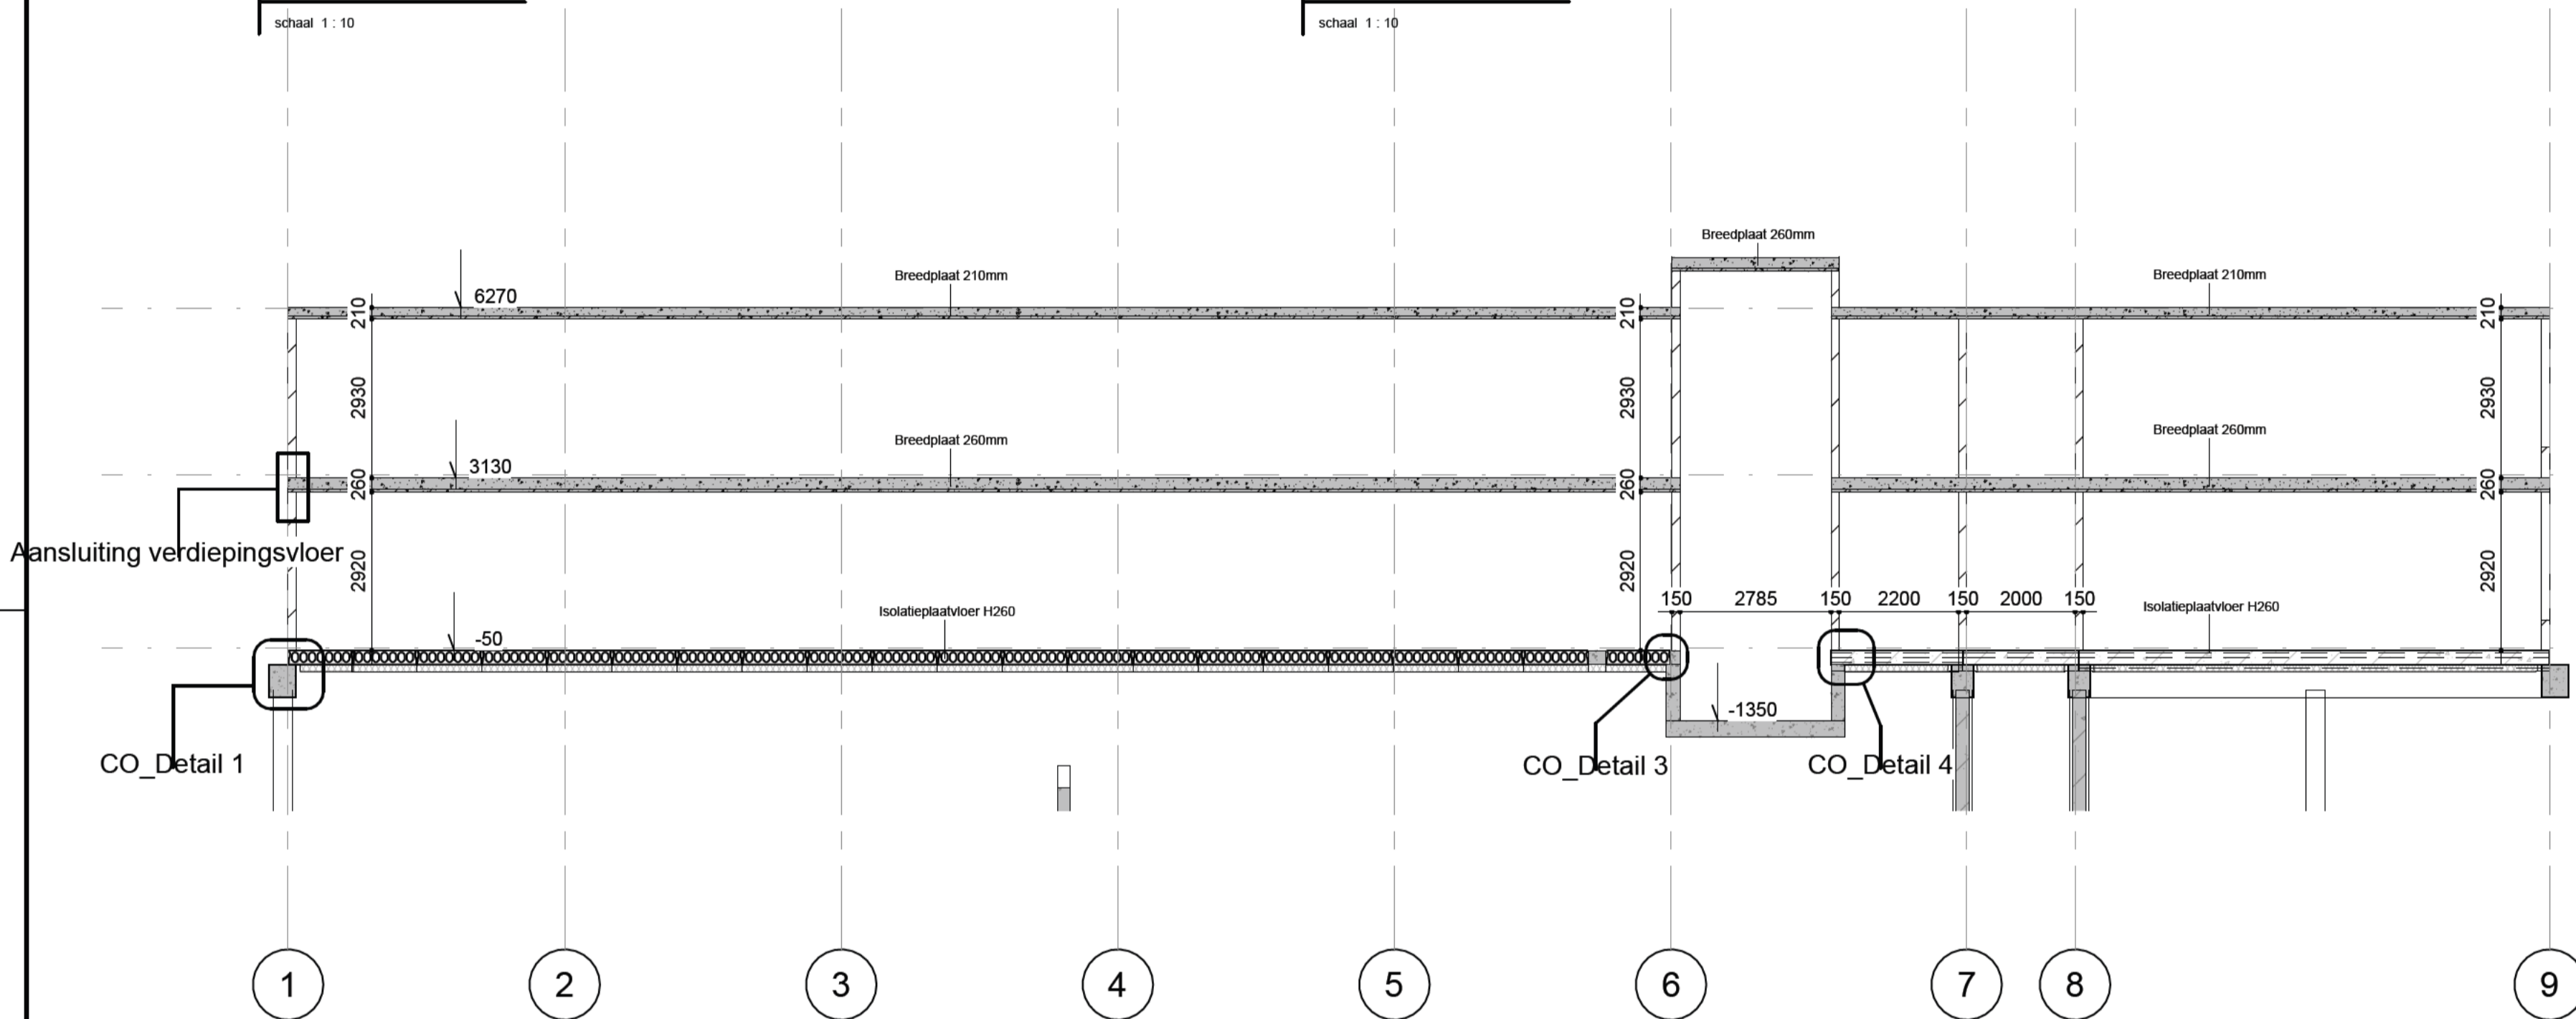 schaal 1 : 10
schaal 1 : 10
Breedplaat 260mm
Breedplaat 210mm
Breedplaat 210mm
6270
210
210
210
2930
2930
2930
Breedplaat 260mm
Breedplaat 260mm
3130
260
260
260
Aansluiting verdiepingsvloer
2920
2920
2920
150
2785
150
2200
150
2000
150
Isolatieplaatvloer H260
Isolatieplaatvloer H260
-50
-1350
CO_Detail 1
CO_Detail 3
CO_Detail 4
1
2
3
4
5
6
7
8
9